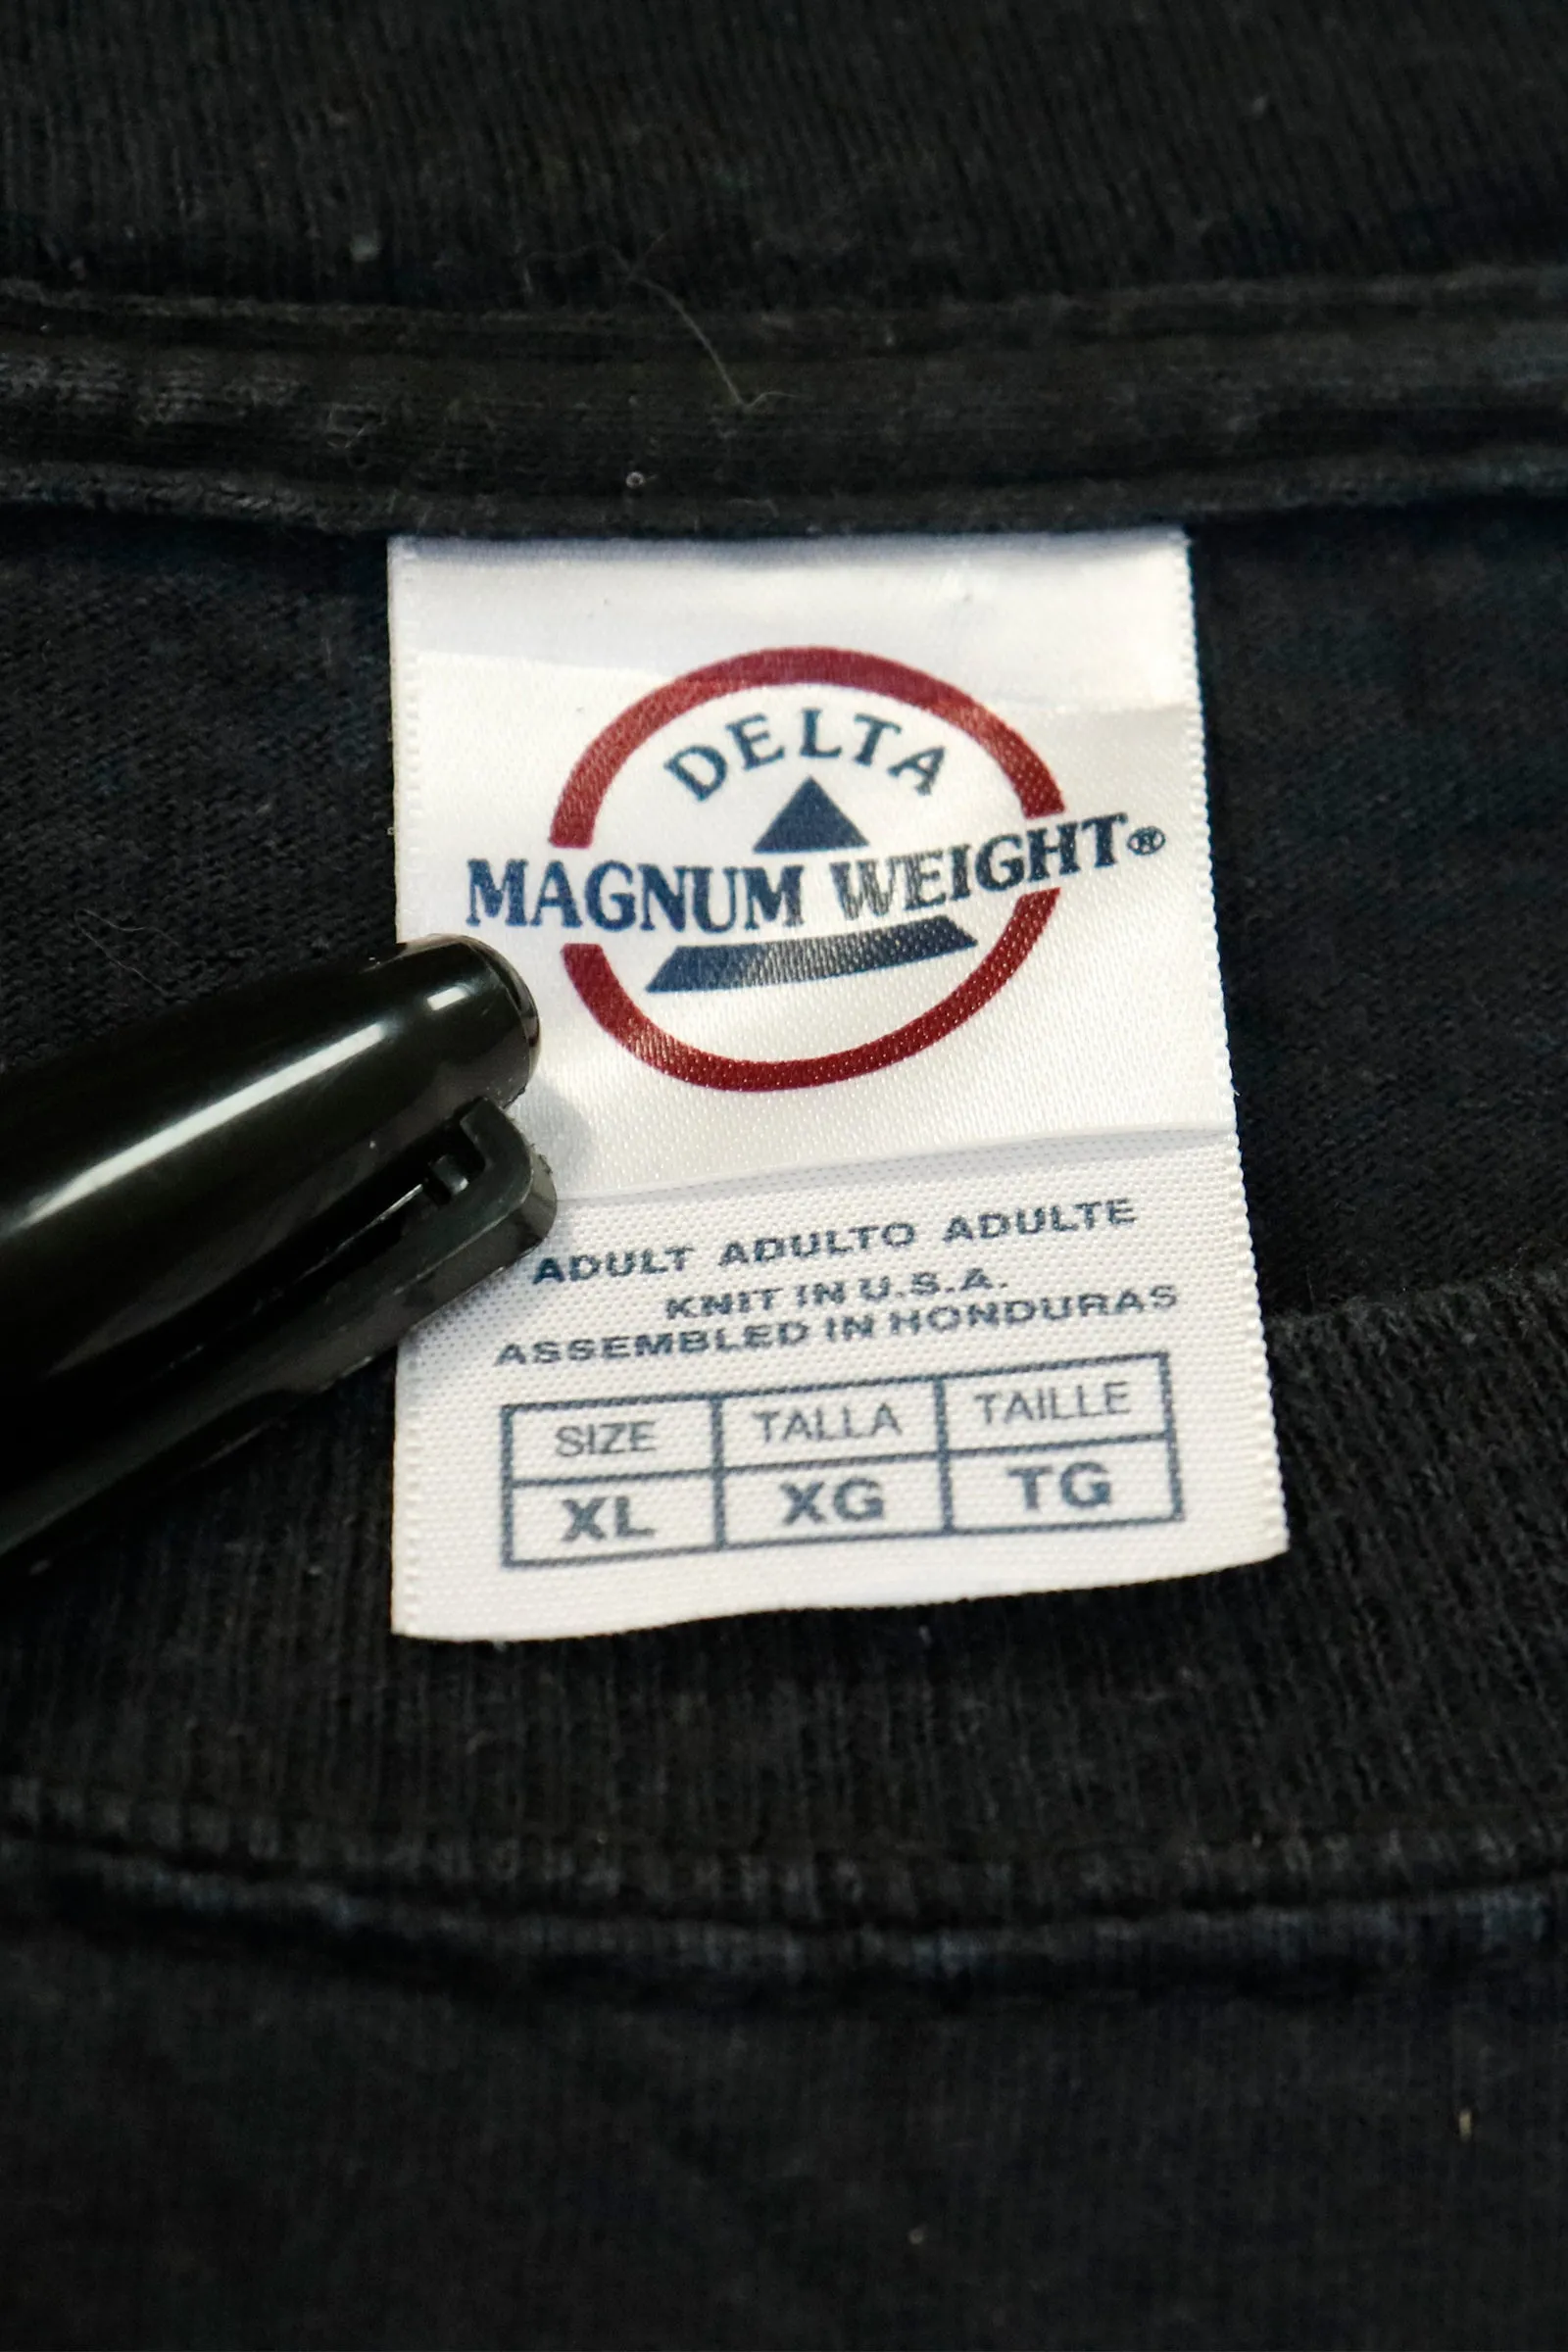 DELTA
MAGNUM WEIGHT®
ADULT ADULTO ADULTE
KNIT IN U.S.A.
ASSEMBLED IN HONDURAS
SIZE TALLA TAILLE
XL XG TG